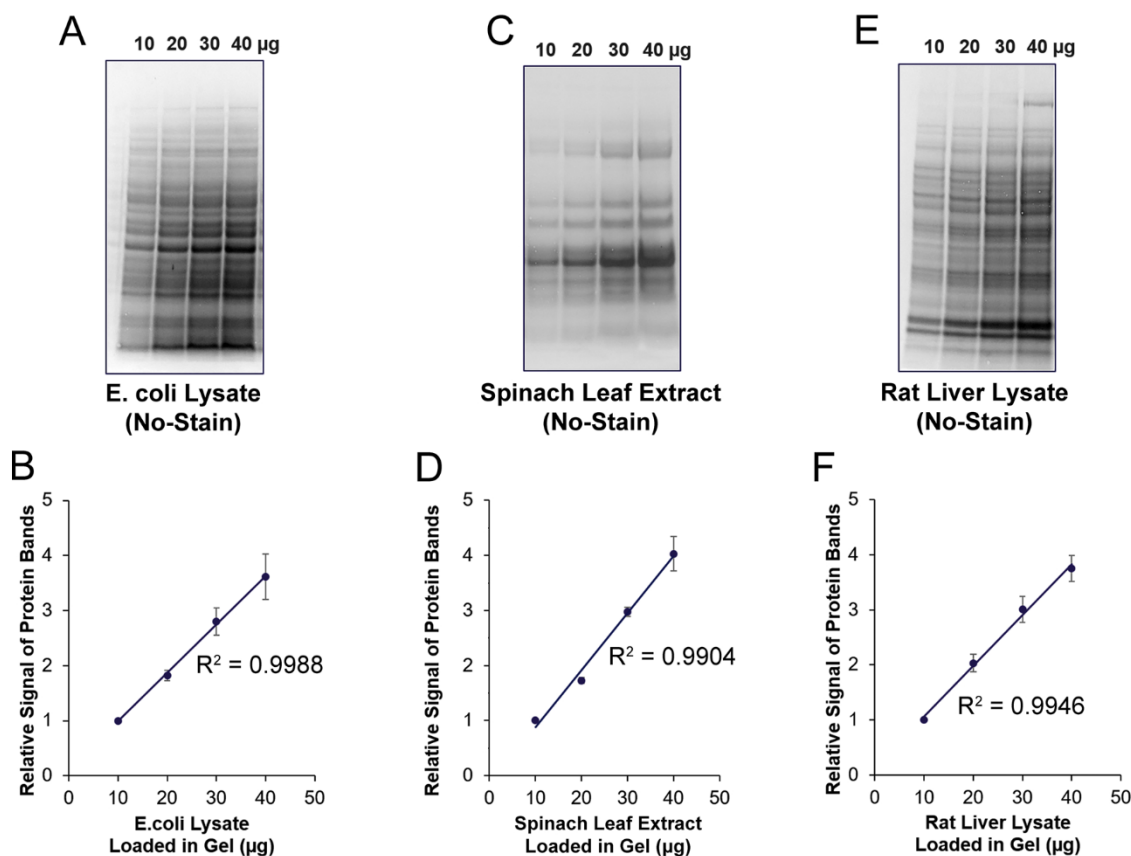 A
10 20 30 40 µg
E. coli Lysate
(No-Stain)
C
10 20 30 40 µg
Spinach Leaf Extract
(No-Stain)
E
10 20 30 40 µg
Rat Liver Lysate
(No-Stain)
B
Relative Signal of Protein Bands
5
4
3
2
1
0
R² = 0.9988
0 10 20 30 40 50
E.coli Lysate
Loaded in Gel (µg)
D
Relative Signal of Protein Bands
5
4
3
2
1
0
R² = 0.9904
0 10 20 30 40 50
Spinach Leaf Extract
Loaded in Gel (µg)
F
Relative Signal of Protein Bands
5
4
3
2
1
0
R² = 0.9946
0 10 20 30 40 50
Rat Liver Lysate
Loaded in Gel (µg)